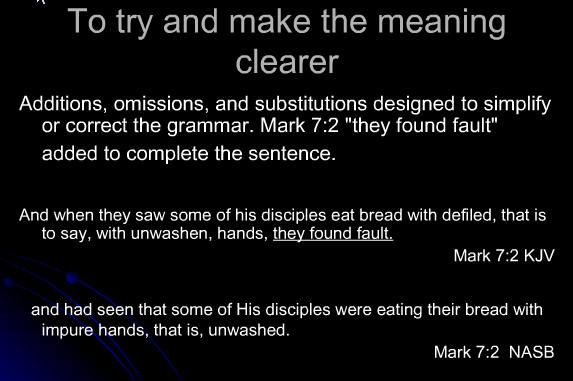 To try and make the meaning
clearer
Additions, omissions, and substitutions designed to simplify
or correct the grammar. Mark 7:2 "they found fault"
added to complete the sentence.
And when they saw some of his disciples eat bread with defiled, that is
to say, with unwashen, hands, they found fault.
Mark 7:2 KJV
and had seen that some of His disciples were eating their bread with
impure hands, that is, unwashed.
Mark 7:2 NASB